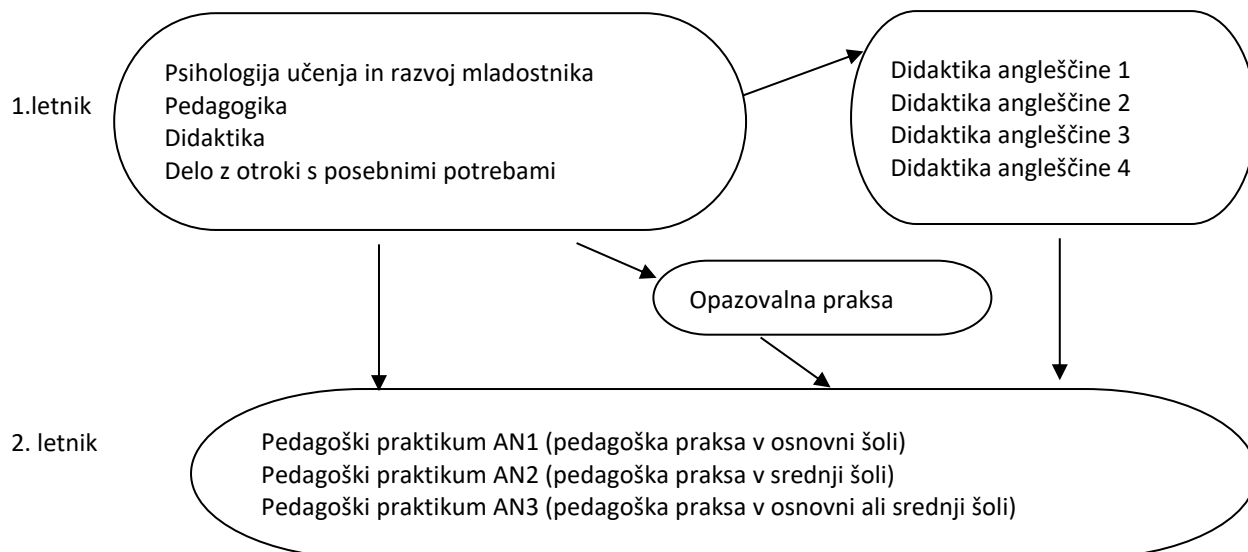 1.letnik
Psihologija učenja in razvoj mladostnika
Pedagogika
Didaktika
Delo z otroki s posebnimi potrebami
Didaktika angleščine 1
Didaktika angleščine 2
Didaktika angleščine 3
Didaktika angleščine 4
Opazovalna praksa
2. letnik
Pedagoški praktikum AN1 (pedagoška praksa v osnovni šoli)
Pedagoški praktikum AN2 (pedagoška praksa v srednji šoli)
Pedagoški praktikum AN3 (pedagoška praksa v osnovni ali srednji šoli)